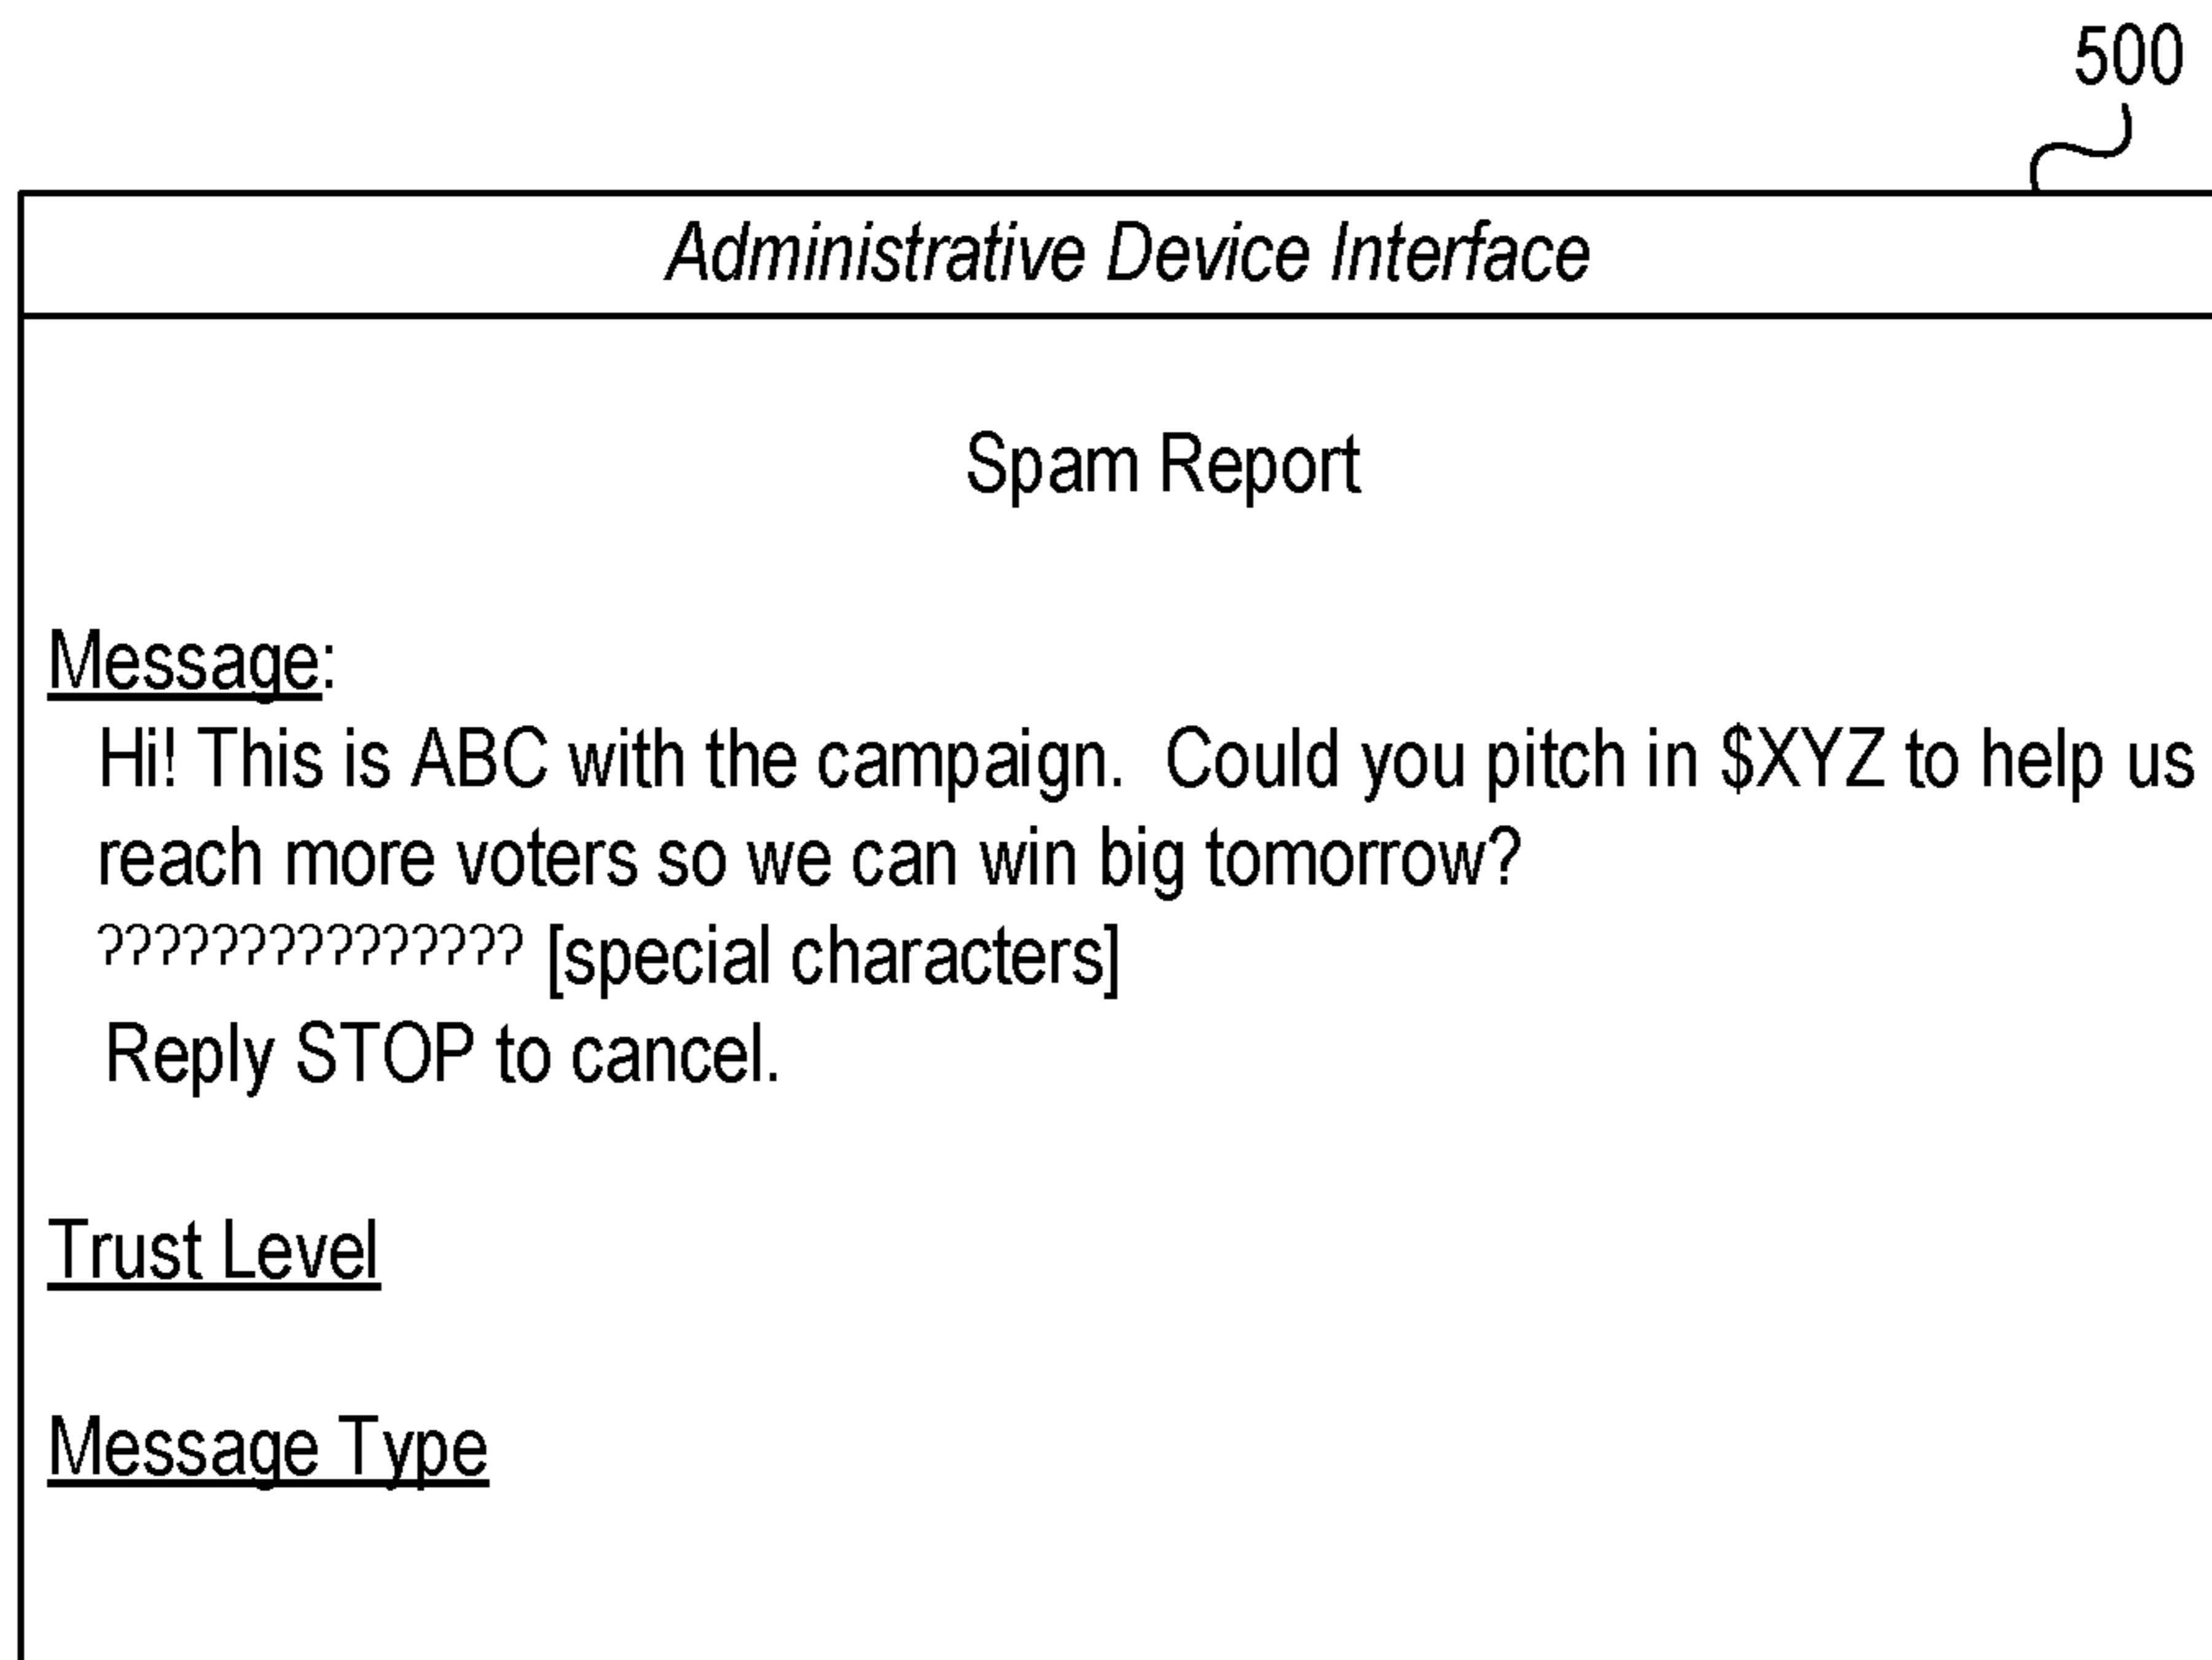 500
Administrative Device Interface
Spam Report
Message:
Hi! This is ABC with the campaign.  Could you pitch in $XYZ to help us
reach more voters so we can win big tomorrow?
??????????????? [special characters]
Reply STOP to cancel.
Trust Level
Message Type